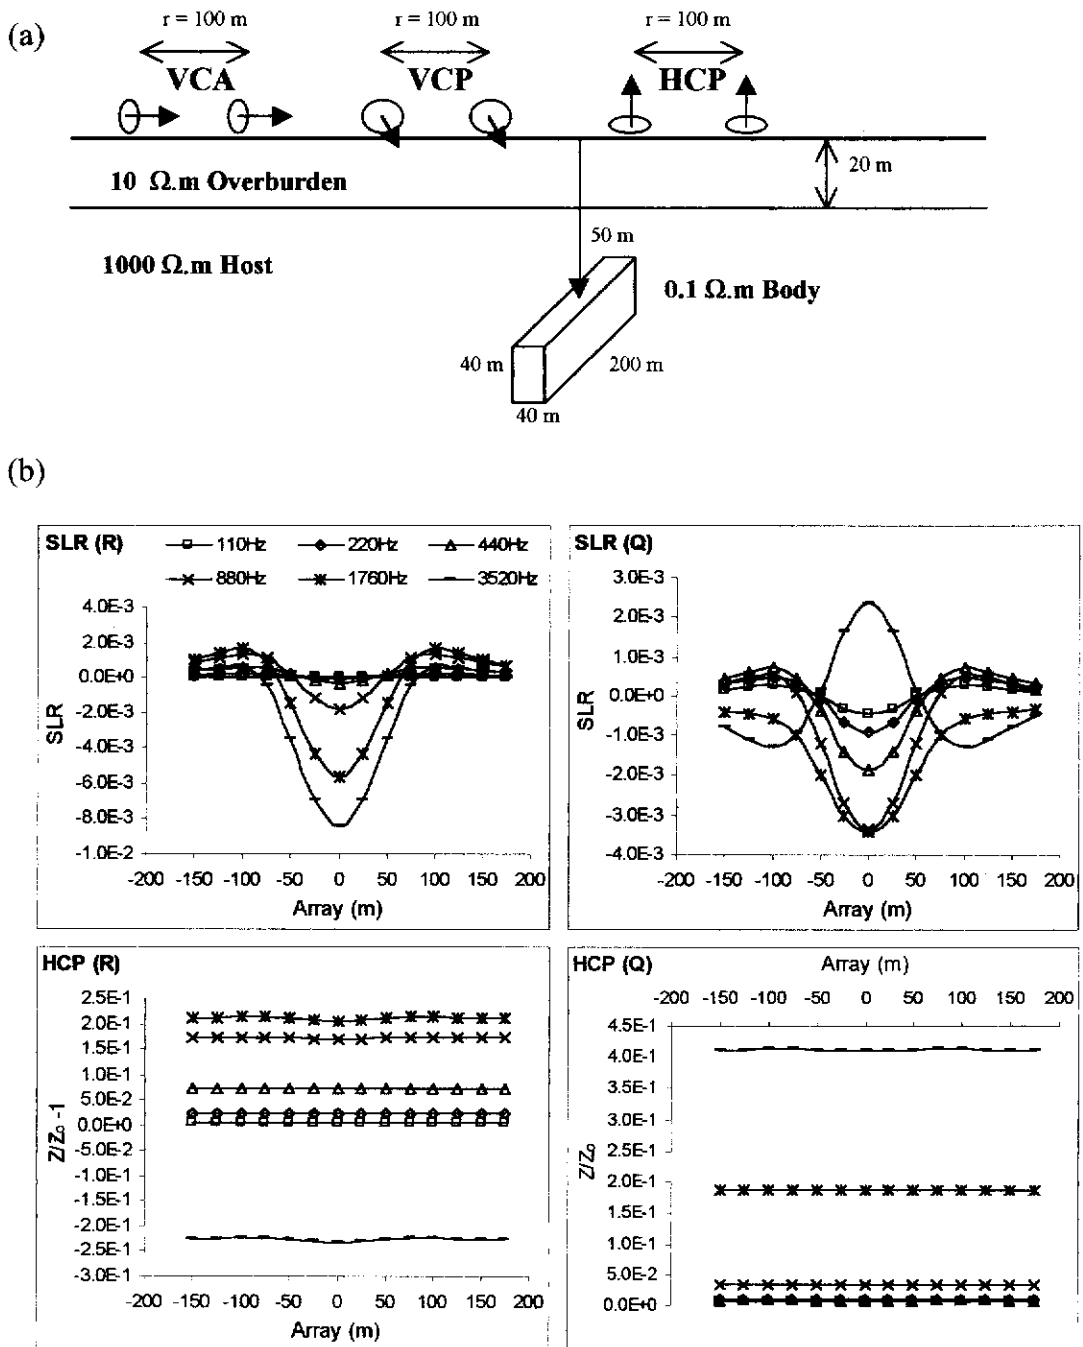 (a)
r = 100 m r = 100 m r = 100 m
VCA VCP HCP
10 Ω.m Overburden
20 m
50 m
1000 Ω.m Host
0.1 Ω.m Body
40 m
200 m
40 m
(b)
SLR (R)
110Hz 220Hz 440Hz
880Hz 1760Hz 3520Hz
4.0E-3
2.0E-3
0.0E+0
-2.0E-3
-4.0E-3
-6.0E-3
-8.0E-3
-1.0E-2
SLR
-200 -150 -100 -50 0 50 100 150 200
Array (m)
SLR (Q)
3.0E-3
2.0E-3
1.0E-3
0.0E+0
-1.0E-3
-2.0E-3
-3.0E-3
-4.0E-3
SLR
-200 -150 -100 -50 0 50 100 150 200
Array (m)
HCP (R)
2.5E-1
2.0E-1
1.5E-1
1.0E-1
5.0E-2
0.0E+0
-5.0E-2
-1.0E-1
-1.5E-1
-2.0E-1
-2.5E-1
-3.0E-1
Z/Z₀ -1
-200 -150 -100 -50 0 50 100 150 200
Array (m)
HCP (Q)
Array (m)
-200 -150 -100 -50 0 50 100 150 200
4.5E-1
4.0E-1
3.5E-1
4.0E-1
2.5E-1
2.0E-1
1.5E-1
1.0E-1
5.0E-2
0.0E+0
Z/Z₀